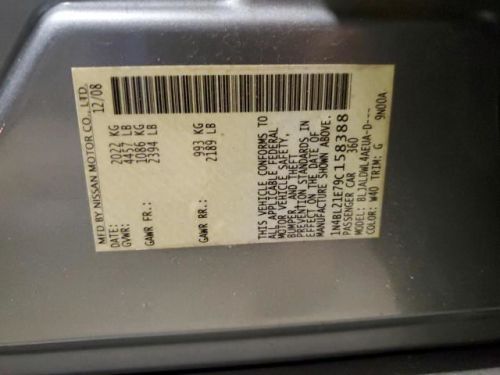 MFD BY NISSAN MOTOR CO., LTD.
12/08
DATE:
GVWR: 2022 KG
4457 LB
GAWR FR.: 1086 KG
2394 LB
GAWR RR.: 993 KG
2189 LB
THIS VEHICLE CONFORMS TO
ALL APPLICABLE FEDERAL
MOTOR VEHICLE SAFETY,
BUMPER, AND THEFT
PREVENTION STANDARDS IN
EFFECT ON THE DATE OF
MANUFACTURE SHOWN ABOVE.
1N4BL21E79C158388
PASSENGER CAR 360
MODEL: BLJALDWL4AEUA-D---
COLOR: W40 TRIM: G 9N00A